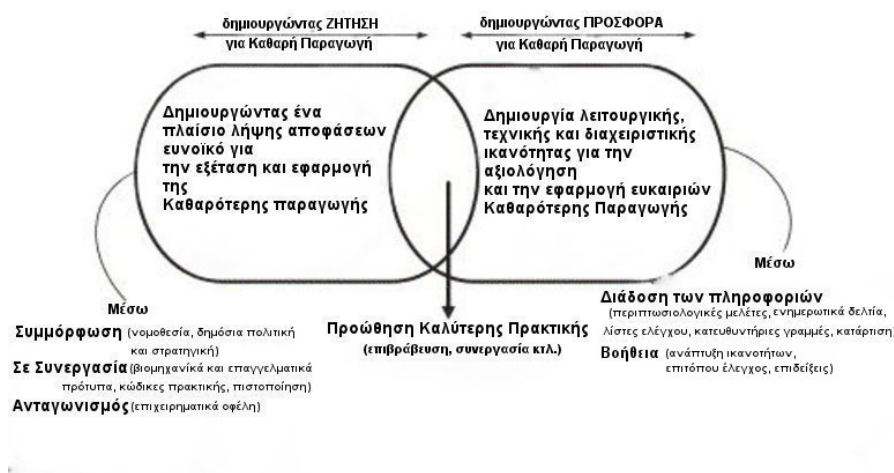 δημιουργώντας ΖΗΤΗΣΗ
για Καθαρή Παραγωγή
δημιουργώντας ΠΡΟΣΦΟΡΑ
για Καθαρή Παραγωγή
Δημιουργώντας ένα
πλαίσιο λήψης αποφάσεων
ευνοϊκό για
την εξέταση και εφαρμογή
της
Καθαρότερης παραγωγής
Δημιουργία λειτουργικής,
τεχνικής και διαχειριστικής
ικανότητας για την
αξιολόγηση
και την εφαρμογή ευκαιριών
Καθαρότερης Παραγωγής
Μέσω
Συμμόρφωση (νομοθεσία, δημόσια πολιτική
και στρατηγική)
Σε Συνεργασία (βιομηχανίκά και επαγγελματικά
πρότυπα, κώδικες πρακτικής, πιστοποίηση)
Ανταγωνισμός (επιχειρηματικά οφέλη)
Προώθηση Καλύτερης Πρακτικής
(επιβράβευση, συνεργασία κτλ.)
Μέσω
Διάδοση των πληροφοριών
(περιπτωσιολογικές μελέτες, ενημερωτικά δελτία,
λίστες ελέγχου, κατευθυντήριες γραμμές, κατάρτιση)
Βοήθεια (ανάπτυξη ικανοτήτων,
επιτόπου έλεγχος, επιδείξεις)